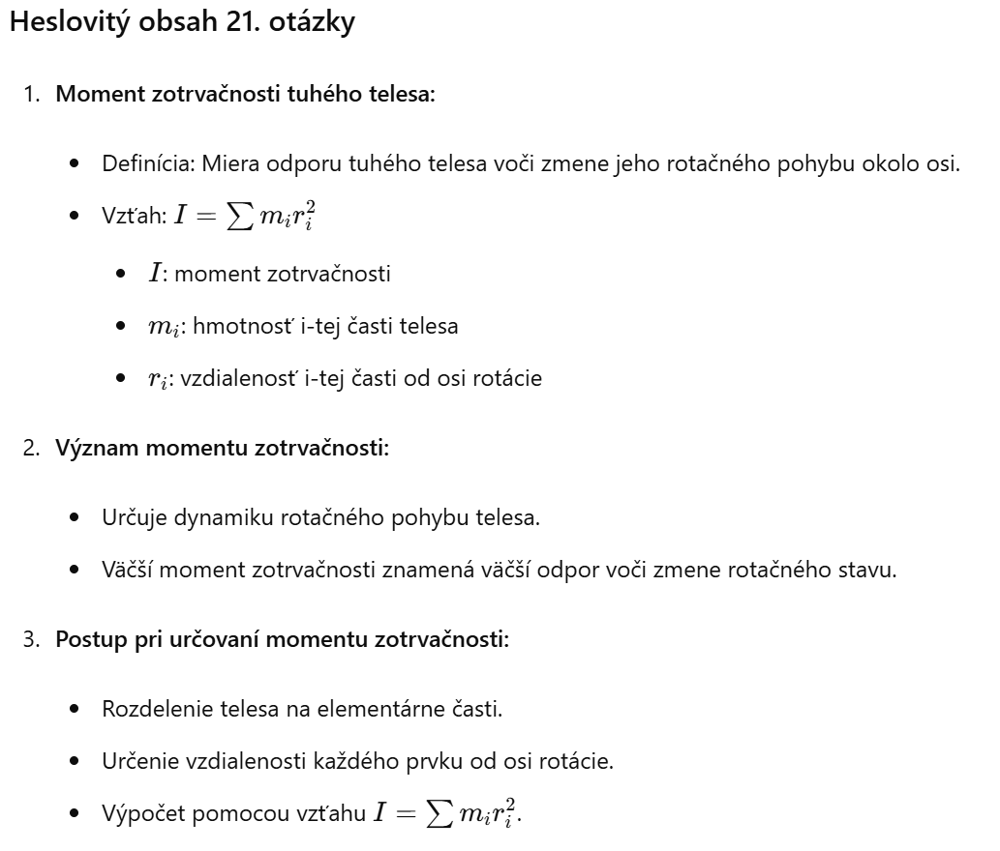 Heslovitý obsah 21. otázky
1. Moment zotrvačnosti tuhého telesa:
• Definícia: Miera odporu tuhého telesa voči zmene jeho rotačného pohybu okolo osi.
• Vzťah: $I = \sum m_i r_i^2$
• $I$: moment zotrvačnosti
• $m_i$: hmotnosť i-tej časti telesa
• $r_i$: vzdialenosť i-tej časti od osi rotácie
2. Význam momentu zotrvačnosti:
• Určuje dynamiku rotačného pohybu telesa.
• Väčší moment zotrvačnosti znamená väčší odpor voči zmene rotačného stavu.
3. Postup pri určovaní momentu zotrvačnosti:
• Rozdelenie telesa na elementárne časti.
• Určenie vzdialenosti každého prvku od osi rotácie.
• Výpočet pomocou vzťahu $I = \sum m_i r_i^2$.